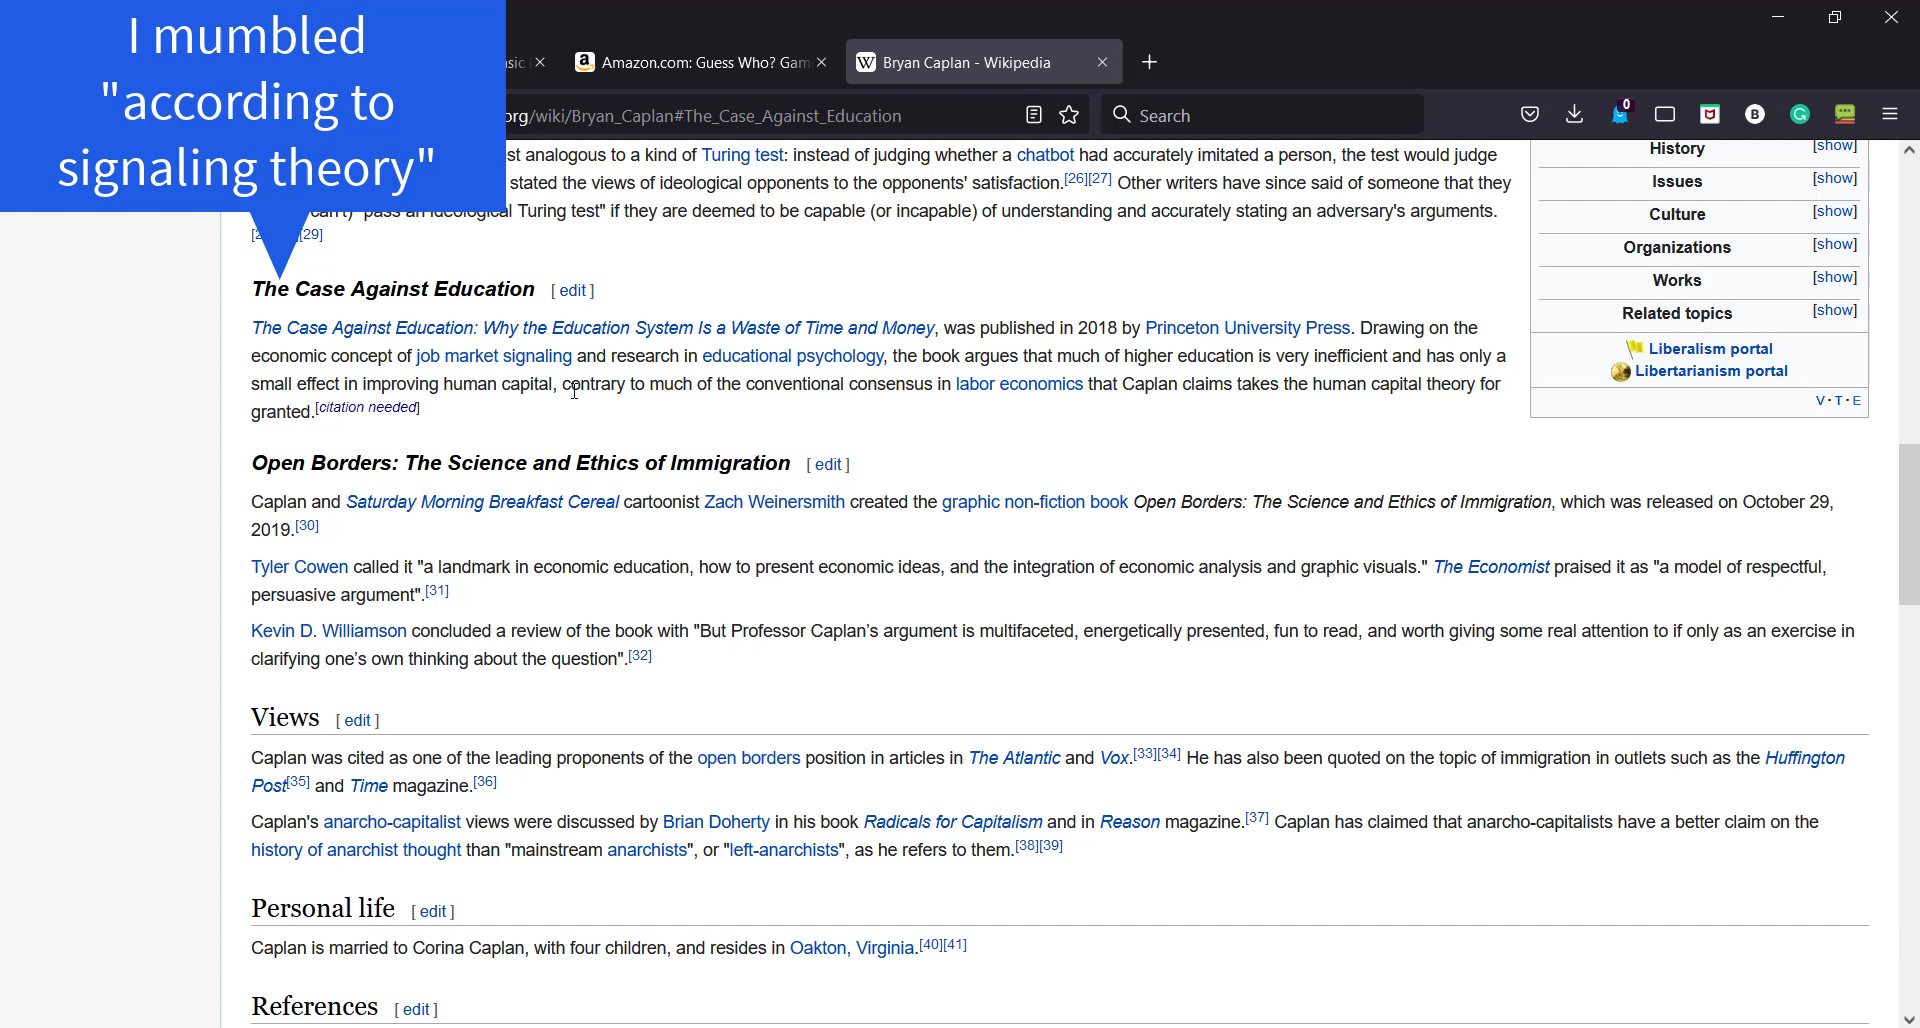 I mumbled
"according to
signaling theory"
sic
Amazon.com: Guess Who? Gam
Bryan Caplan - Wikipedia
org/wiki/Bryan_Caplan#The_Case_Against_Education
Search
0
st analogous to a kind of Turing test: instead of judging whether a chatbot had accurately imitated a person, the test would judge
stated the views of ideological opponents to the opponents' satisfaction.[26][27] Other writers have since said of someone that they
can't) "pass an ideological Turing test" if they are deemed to be capable (or incapable) of understanding and accurately stating an adversary's arguments.
[29]
The Case Against Education [ edit ]
The Case Against Education: Why the Education System Is a Waste of Time and Money, was published in 2018 by Princeton University Press. Drawing on the
economic concept of job market signaling and research in educational psychology, the book argues that much of higher education is very inefficient and has only a
small effect in improving human capital, contrary to much of the conventional consensus in labor economics that Caplan claims takes the human capital theory for
granted.[citation needed]
History [show]
Issues [show]
Culture [show]
Organizations [show]
Works [show]
Related topics [show]
Liberalism portal
Libertarianism portal
V · T · E
Open Borders: The Science and Ethics of Immigration [ edit ]
Caplan and Saturday Morning Breakfast Cereal cartoonist Zach Weinersmith created the graphic non-fiction book Open Borders: The Science and Ethics of Immigration, which was released on October 29,
2019.[30]
Tyler Cowen called it "a landmark in economic education, how to present economic ideas, and the integration of economic analysis and graphic visuals." The Economist praised it as "a model of respectful,
persuasive argument".[31]
Kevin D. Williamson concluded a review of the book with "But Professor Caplan’s argument is multifaceted, energetically presented, fun to read, and worth giving some real attention to if only as an exercise in
clarifying one’s own thinking about the question".[32]
Views [ edit ]
Caplan was cited as one of the leading proponents of the open borders position in articles in The Atlantic and Vox.[33][34] He has also been quoted on the topic of immigration in outlets such as the Huffington
Post[35] and Time magazine.[36]
Caplan's anarcho-capitalist views were discussed by Brian Doherty in his book Radicals for Capitalism and in Reason magazine.[37] Caplan has claimed that anarcho-capitalists have a better claim on the
history of anarchist thought than "mainstream anarchists", or "left-anarchists", as he refers to them.[38][39]
Personal life [ edit ]
Caplan is married to Corina Caplan, with four children, and resides in Oakton, Virginia.[40][41]
References [ edit ]